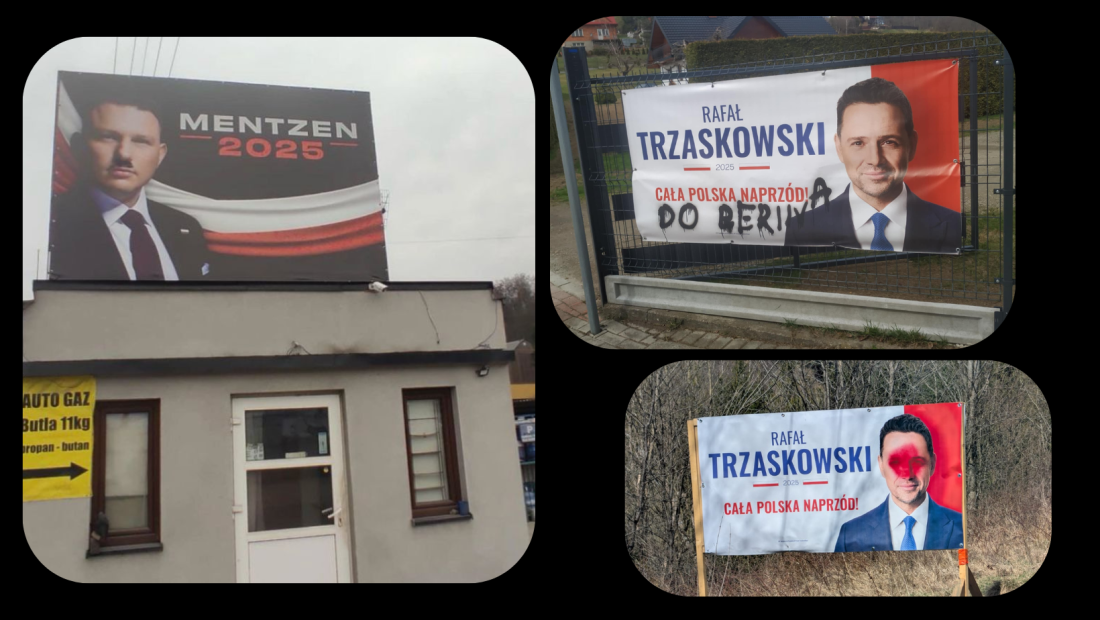 MENTZEN
2025
AUTO GAZ
Butla 11kg
propan - butan
RAFAŁ
TRZASKOWSKI
2025
CAŁA POLSKA NAPRZÓD!
DO BERLINA
RAFAŁ
TRZASKOWSKI
2025
CAŁA POLSKA NAPRZÓD!